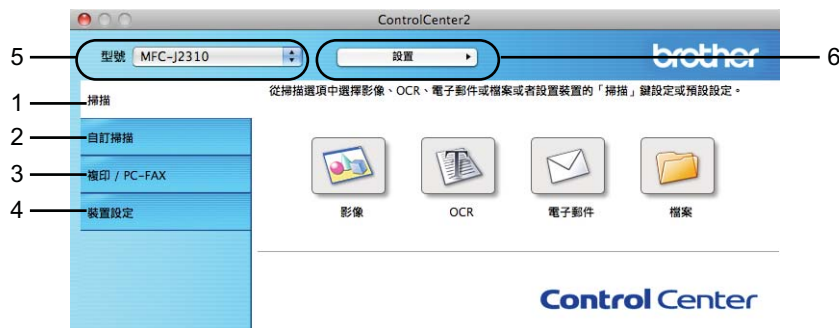 ControlCenter2
5
型號 MFC-J2310
設置
brother
6
1
掃描
從掃描選項中選擇影像、OCR、電子郵件或檔案或者設置裝置的「掃描」鍵設定或預設設定。
2
自訂掃描
3
複印 / PC-FAX
4
裝置設定
影像
OCR
電子郵件
檔案
Control Center